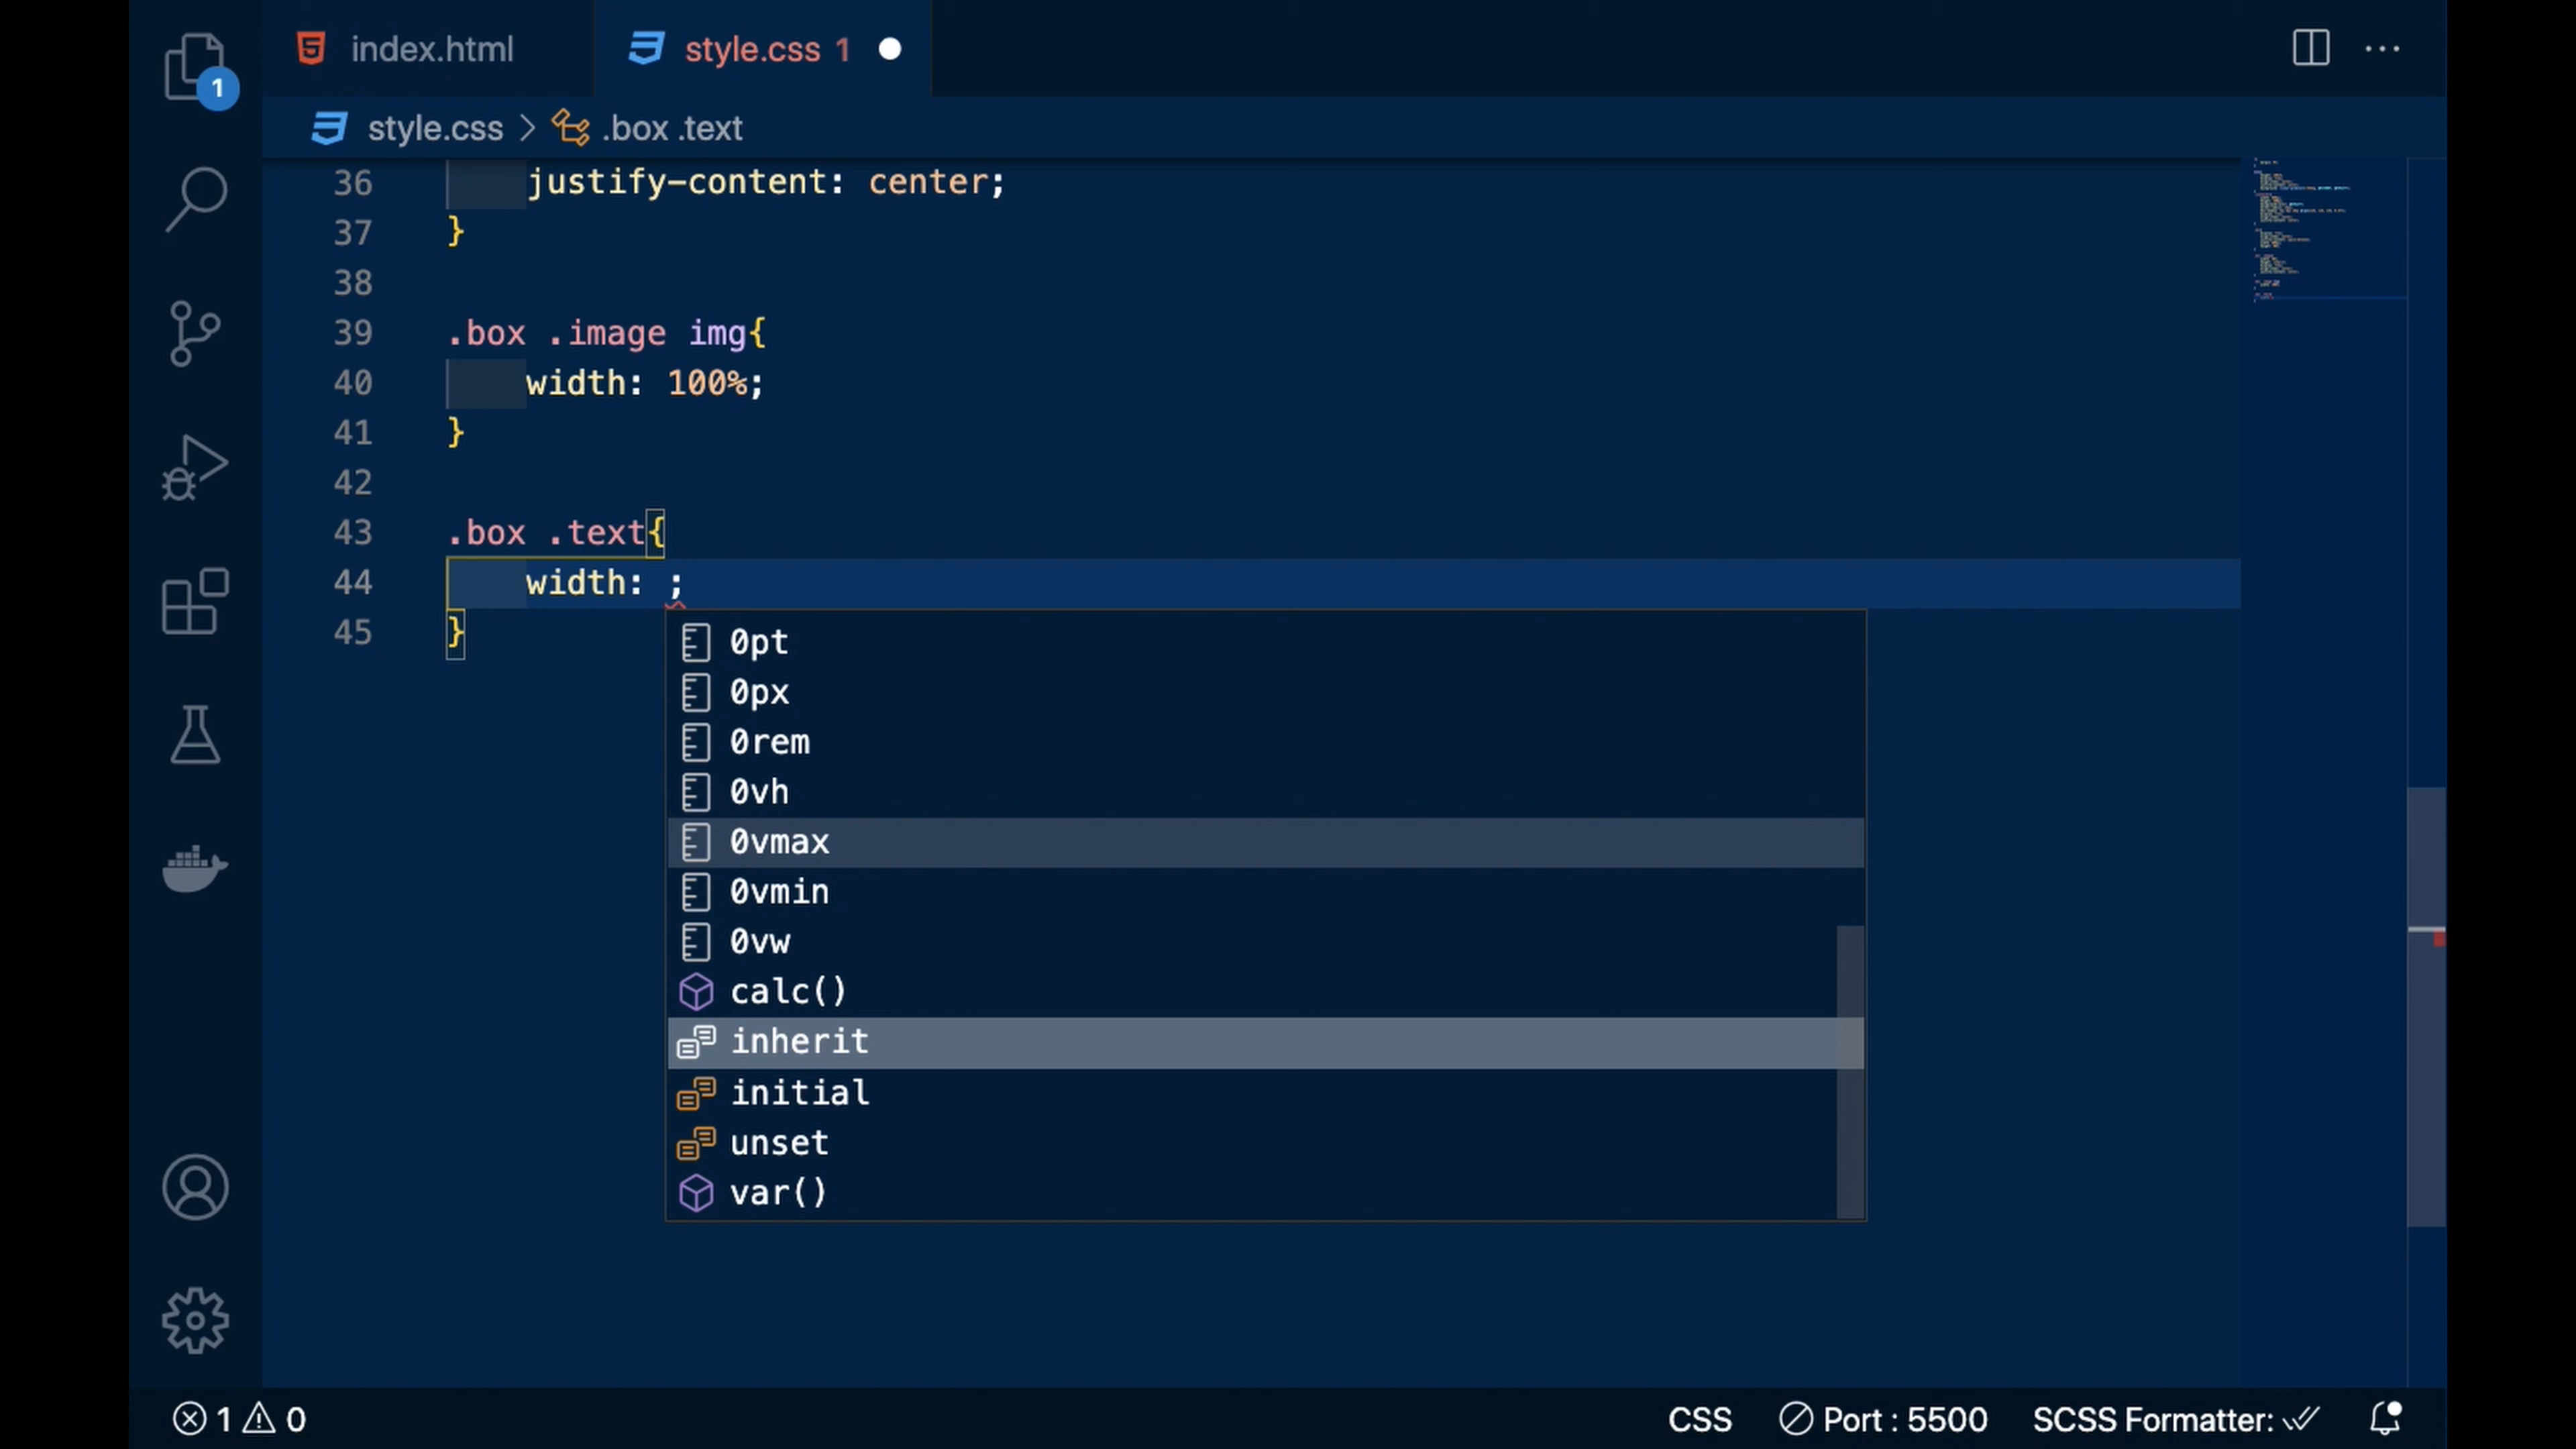 index.html
style.css 1
1
style.css > .box .text
36 justify-content: center;
37 }
38
39 .box .image img{
40 width: 100%;
41 }
42
43 .box .text{
44 width: ;
45 }
0pt
0px
0rem
0vh
0vmax
0vmin
0vw
calc()
inherit
initial
unset
var()
1 0 CSS Port : 5500 SCSS Formatter: